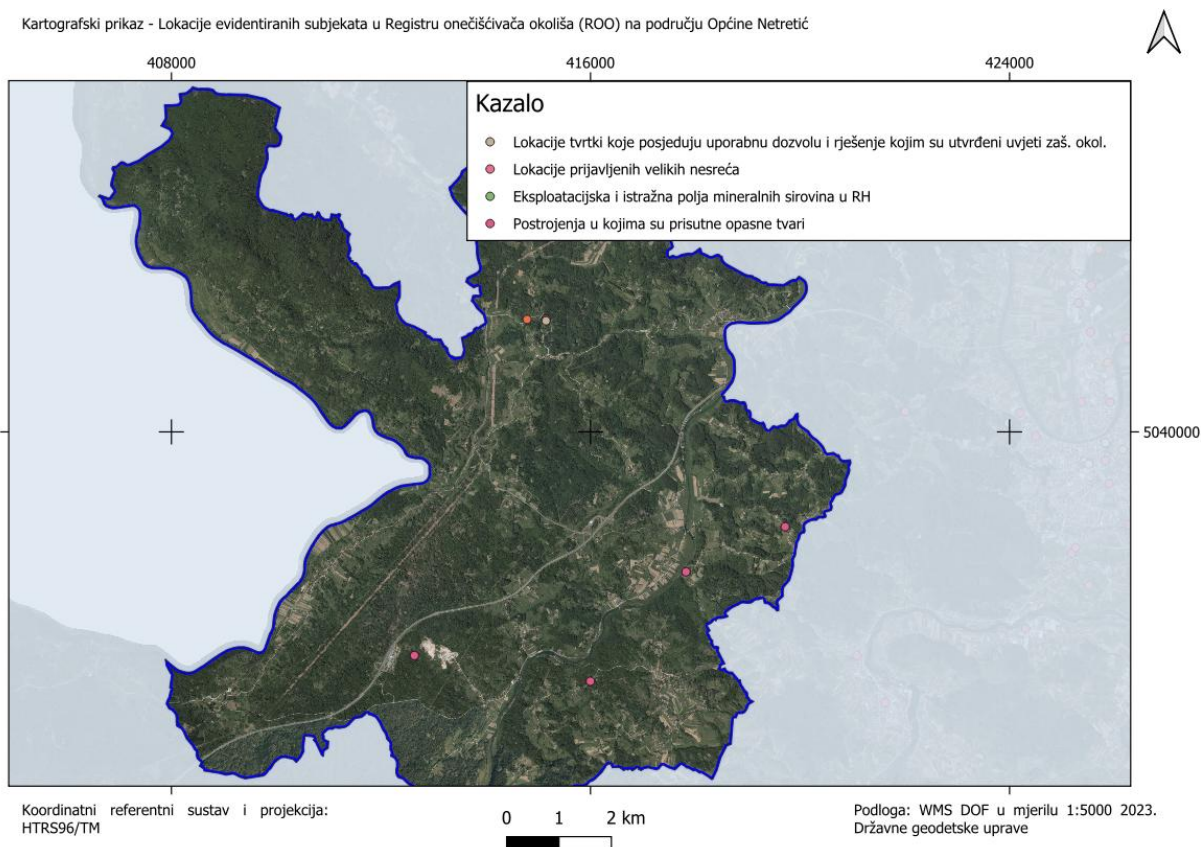 Kartografski prikaz - Lokacije evidentiranih subjekata u Registru onečišćivača okoliša (ROO) na području Općine Netretić
408000
416000
424000
Kazalo
Lokacije tvrtki koje posjeduju uporabnu dozvolu i rješenje kojim su utvrđeni uvjeti zaš. okol.
Lokacije prijavljenih velikih nesreća
Eksploatacijska i istražna polja mineralnih sirovina u RH
Postrojenja u kojima su prisutne opasne tvari
5040000
Koordinatni referentni sustav i projekcija:
HTRS96/TM
0 1 2 km
Podloga: WMS DOF u mjerilu 1:5000 2023.
Državne geodetske uprave